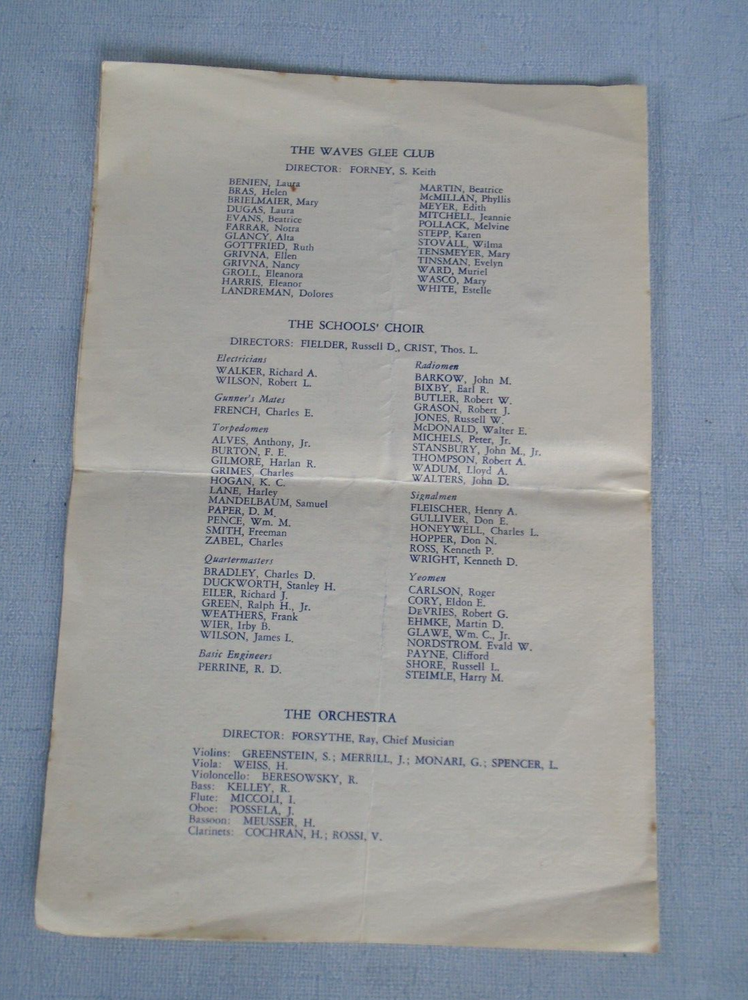 THE WAVES GLEE CLUB
DIRECTOR: FORNEY, S. Keith
BENIEN, Laura
BRAS, Helen
BRIELMAIER, Mary
DUGAS, Laura
EVANS, Beatrice
FARRAR, Notra
GLANCY, Alta
GOTTFRIED, Ruth
GRIVNA, Ellen
GRIVNA, Nancy
GROLL, Eleanora
HARRIS, Eleanor
LANDREMAN, Dolores
MARTIN, Beatrice
McMILLAN, Phyllis
MEYER, Edith
MITCHELL, Jeannie
POLLACK, Melvine
STEPP, Karen
STOVALL, Wilma
TENSMEYER, Mary
TINSMAN, Evelyn
WARD, Muriel
WASCO, Mary
WHITE, Estelle
THE SCHOOLS' CHOIR
DIRECTORS: FIELDER, Russell D., CRIST, Thos. L.
Electricians
WALKER, Richard A.
WILSON, Robert L.
Gunner's Mates
FRENCH, Charles E.
Torpedomen
ALVES, Anthony, Jr.
BURTON, F. E.
GILMORE, Harlan R.
GRIMES, Charles
HOGAN, K. C.
LANE, Harley
MANDELBAUM, Samuel
PAPER, D. M.
PENCE, Wm. M.
SMITH, Freeman
ZABEL, Charles
Quartermasters
BRADLEY, Charles D.
DUCKWORTH, Stanley H.
EILER, Richard J.
GREEN, Ralph H., Jr.
WEATHERS, Frank
WIER, Irby B.
WILSON, James L.
Basic Engineers
PERRINE, R. D.
Radiomen
BARKOW, John M.
BIXBY, Earl R.
BUTLER, Robert W.
GRASON, Robert J.
JONES, Russell W.
McDONALD, Walter E.
MICHELS, Peter, Jr.
STANSBURY, John M., Jr.
THOMPSON, Robert A.
WADUM, Lloyd A.
WALTERS, John D.
Signalmen
FLEISCHER, Henry A.
GULLIVER, Don E.
HONEYWELL, Charles L.
HOPPER, Don N.
ROSS, Kenneth P.
WRIGHT, Kenneth D.
Yeomen
CARLSON, Roger
CORY, Eldon E.
DeVRIES, Robert G.
EHMKE, Martin D.
GLAWE, Wm. C., Jr.
NORDSTROM, Evald W.
PAYNE, Clifford
SHORE, Russell L.
STEIMLE, Harry M.
THE ORCHESTRA
DIRECTOR: FORSYTHE, Ray, Chief Musician
Violins: GREENSTEIN, S.; MERRILL, J.; MONARI, G.; SPENCER, L.
Viola: WEISS, H.
Violoncello: BERESOWSKY, R.
Bass: KELLEY, R.
Flute: MICCOLI, I.
Oboe: POSSELA, J.
Bassoon: MEUSSER, H.
Clarinets: COCHRAN, H.; ROSSI, V.